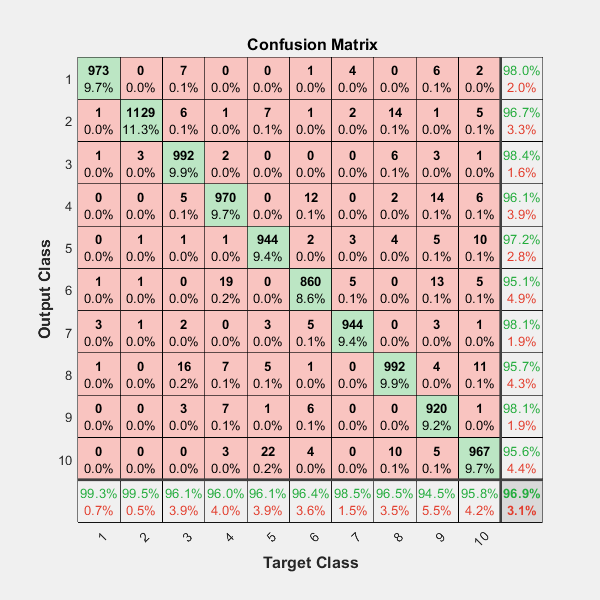 Confusion Matrix
1 973 0 7 0 0 1 4 0 6 2 98.0%
9.7% 0.0% 0.1% 0.0% 0.0% 0.0% 0.0% 0.0% 0.1% 0.0% 2.0%
2 1 1129 6 1 7 1 2 14 1 5 96.7%
0.0% 11.3% 0.1% 0.0% 0.1% 0.0% 0.0% 0.1% 0.0% 0.1% 3.3%
3 1 3 992 2 0 0 0 6 3 1 98.4%
0.0% 0.0% 9.9% 0.0% 0.0% 0.0% 0.0% 0.1% 0.0% 0.0% 1.6%
4 0 0 5 970 0 12 0 2 14 6 96.1%
0.0% 0.0% 0.1% 9.7% 0.0% 0.1% 0.0% 0.0% 0.1% 0.1% 3.9%
5 0 1 1 1 944 2 3 4 5 10 97.2%
0.0% 0.0% 0.0% 0.0% 9.4% 0.0% 0.0% 0.0% 0.1% 0.1% 2.8%
6 1 1 0 19 0 860 5 0 13 5 95.1%
0.0% 0.0% 0.0% 0.2% 0.0% 8.6% 0.1% 0.0% 0.1% 0.1% 4.9%
7 3 1 2 0 3 5 944 0 3 1 98.1%
0.0% 0.0% 0.0% 0.0% 0.0% 0.1% 9.4% 0.0% 0.0% 0.0% 1.9%
8 1 0 16 7 5 1 0 992 4 11 95.7%
0.0% 0.0% 0.2% 0.1% 0.1% 0.0% 0.0% 9.9% 0.0% 0.1% 4.3%
9 0 0 3 7 1 6 0 0 920 1 98.1%
0.0% 0.0% 0.0% 0.1% 0.0% 0.1% 0.0% 0.0% 9.2% 0.0% 1.9%
10 0 0 0 3 22 4 0 10 5 967 95.6%
0.0% 0.0% 0.0% 0.0% 0.2% 0.0% 0.0% 0.1% 0.1% 9.7% 4.4%
99.3% 99.5% 96.1% 96.0% 96.1% 96.4% 98.5% 96.5% 94.5% 95.8% 96.9%
0.7% 0.5% 3.9% 4.0% 3.9% 3.6% 1.5% 3.5% 5.5% 4.2% 3.1%
1 2 3 4 5 6 7 8 9 10
Target Class
Output Class